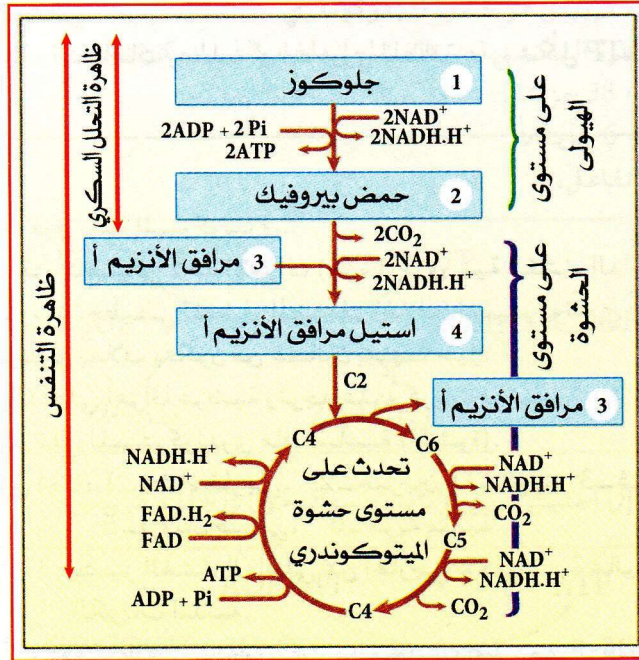 ظاهرة التحلل السكري
ظاهرة التنفس
على مستوى
الهيولى
على مستوى
الحشوة
1 جلوكوز
2ADP + 2 Pi
2ATP
2NAD⁺
2NADH.H⁺
2 حمض بيروفيك
2CO₂
3 مرافق الأنزيم أ
2NAD⁺
2NADH.H⁺
4 استيل مرافق الأنزيم أ
C2
3 مرافق الأنزيم أ
C4
C6
NAD⁺
NADH.H⁺
CO₂
C5
NAD⁺
NADH.H⁺
CO₂
C4
ADP + Pi
ATP
FAD
FAD.H₂
NAD⁺
NADH.H⁺
تحدث على
مستوى حشوة
الميتوكوندري